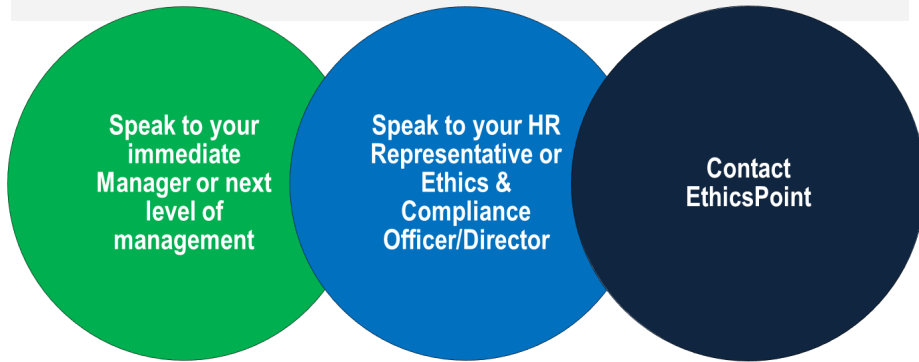 Speak to your
immediate
Manager or next
level of
management
Speak to your HR
Representative or
Ethics &
Compliance
Officer/Director
Contact
EthicsPoint